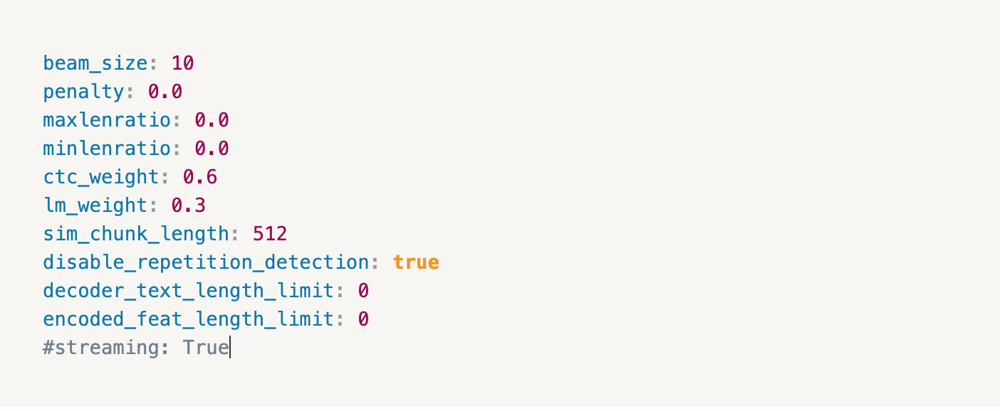 beam_size: 10
penalty: 0.0
maxlenratio: 0.0
minlenratio: 0.0
ctc_weight: 0.6
lm_weight: 0.3
sim_chunk_length: 512
disable_repetition_detection: true
decoder_text_length_limit: 0
encoded_feat_length_limit: 0
#streaming: True